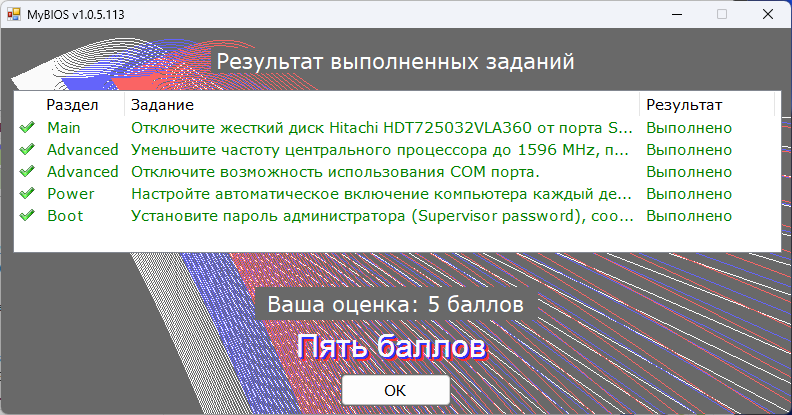 MyBIOS v1.0.5.113
Результат выполненных заданий
Раздел Задание Результат
Main Отключите жесткий диск Hitachi HDT725032VLA360 от порта S... Выполнено
Advanced Уменьшите частоту центрального процессора до 1596 MHz, п... Выполнено
Advanced Отключите возможность использования COM порта. Выполнено
Power Настройте автоматическое включение компьютера каждый де... Выполнено
Boot Установите пароль администратора (Supervisor password), соо... Выполнено
Ваша оценка: 5 баллов
Пять баллов
OK